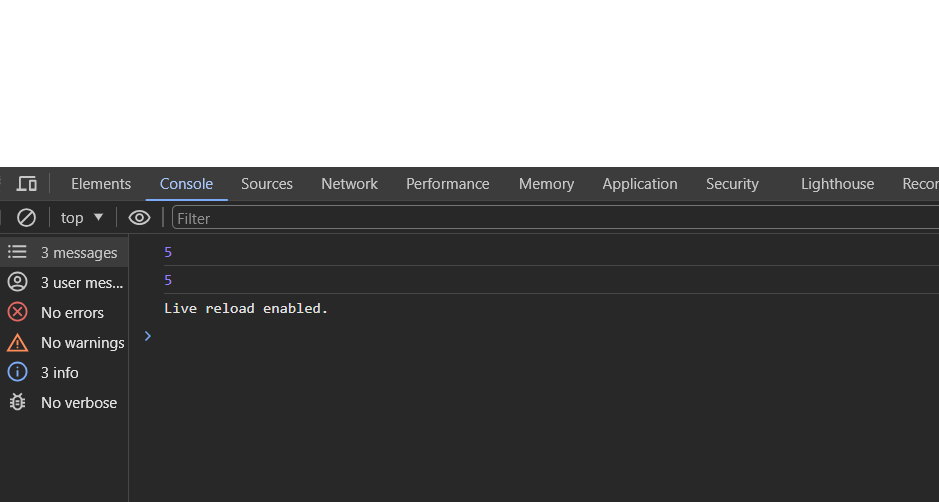 Elements Console Sources Network Performance Memory Application Security Lighthouse Recor
top Filter
3 messages
3 user mes...
No errors
No warnings
3 info
No verbose
5
5
Live reload enabled.